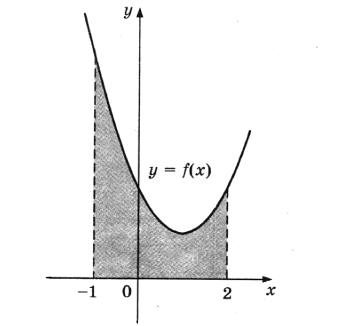 y
y = f(x)
−1 0 2 x